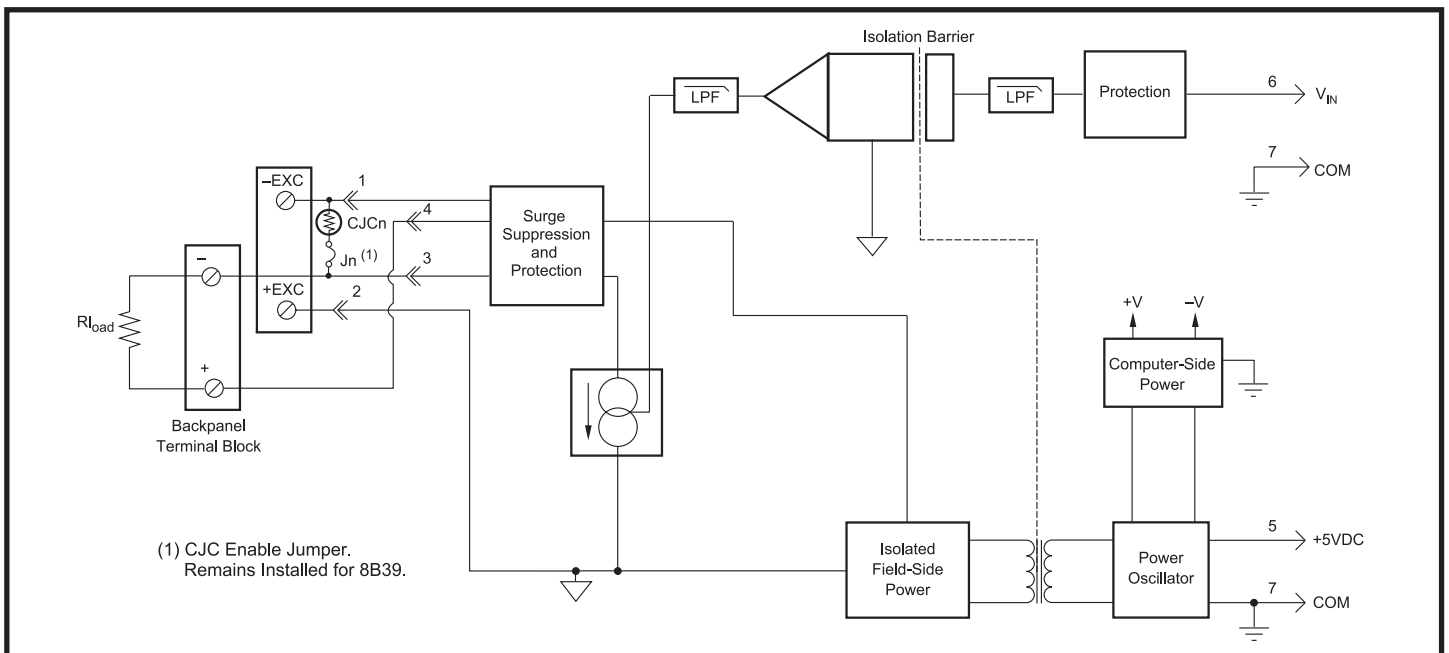 Isolation Barrier
LPF
LPF
Protection
6
V_IN
7
COM
–EXC
1
CJCn
4
Jn (1)
3
+EXC
2
Surge
Suppression
and
Protection
–
Rload
+
Backpanel
Terminal Block
+V
–V
Computer-Side
Power
(1) CJC Enable Jumper.
Remains Installed for 8B39.
Isolated
Field-Side
Power
Power
Oscillator
5
+5VDC
7
COM